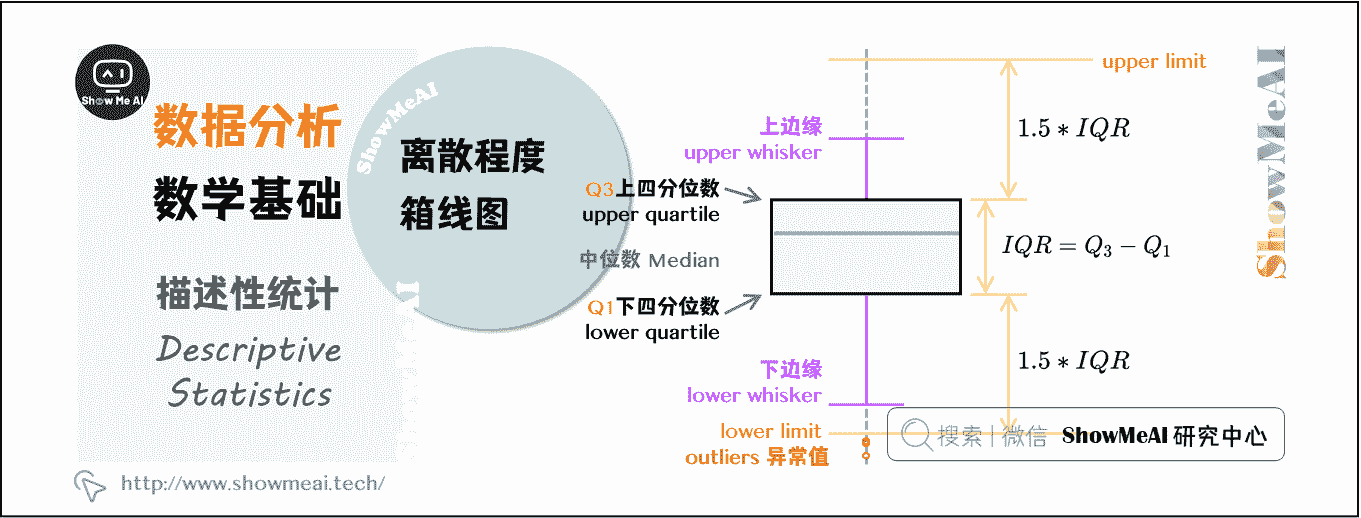 Show Me AI
数据分析
数学基础
描述性统计
Descriptive
Statistics
http://www.showmeai.tech/
ShowMeAI
离散程度
箱线图
上边缘
upper whisker
Q3上四分位数
upper quartile
中位数 Median
Q1下四分位数
lower quartile
下边缘
lower whisker
lower limit
outliers 异常值
upper limit
1.5 * IQR
IQR = Q₃ − Q₁
1.5 * IQR
ShowMeAI
搜索 | 微信 ShowMeAI 研究中心